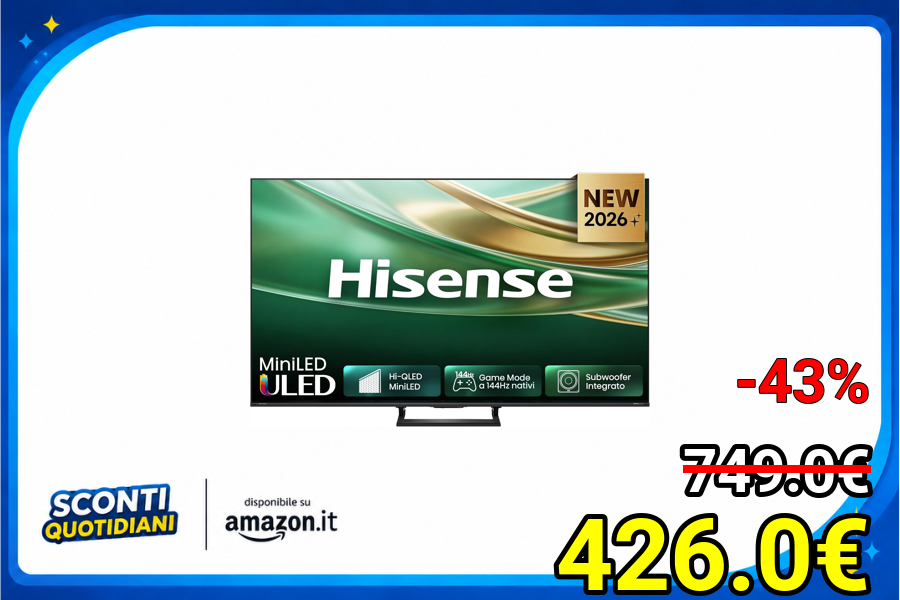 NEW
2026
Hisense
MiniLED
ULED
Hi-QLED
MiniLED
144Hz
Game Mode
a 144Hz nativi
Subwoofer
Integrato
-43%
749.0€
426.0€
SCONTI
QUOTIDIANI
disponibile su
amazon.it